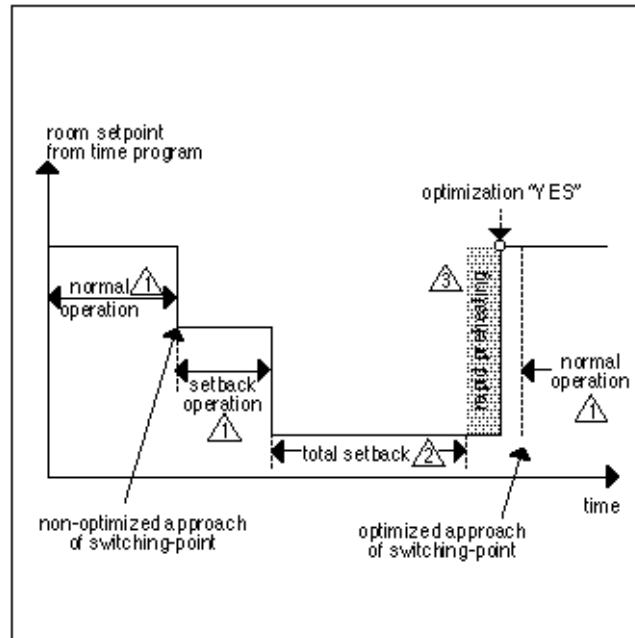 room setpoint
from time program
optimization "YES"
normal 1
operation
3
rapid preheating
setback
operation
1
normal
operation
1
total setback 2
time
non-optimized approach
of switching-point
optimized approach
of switching-point